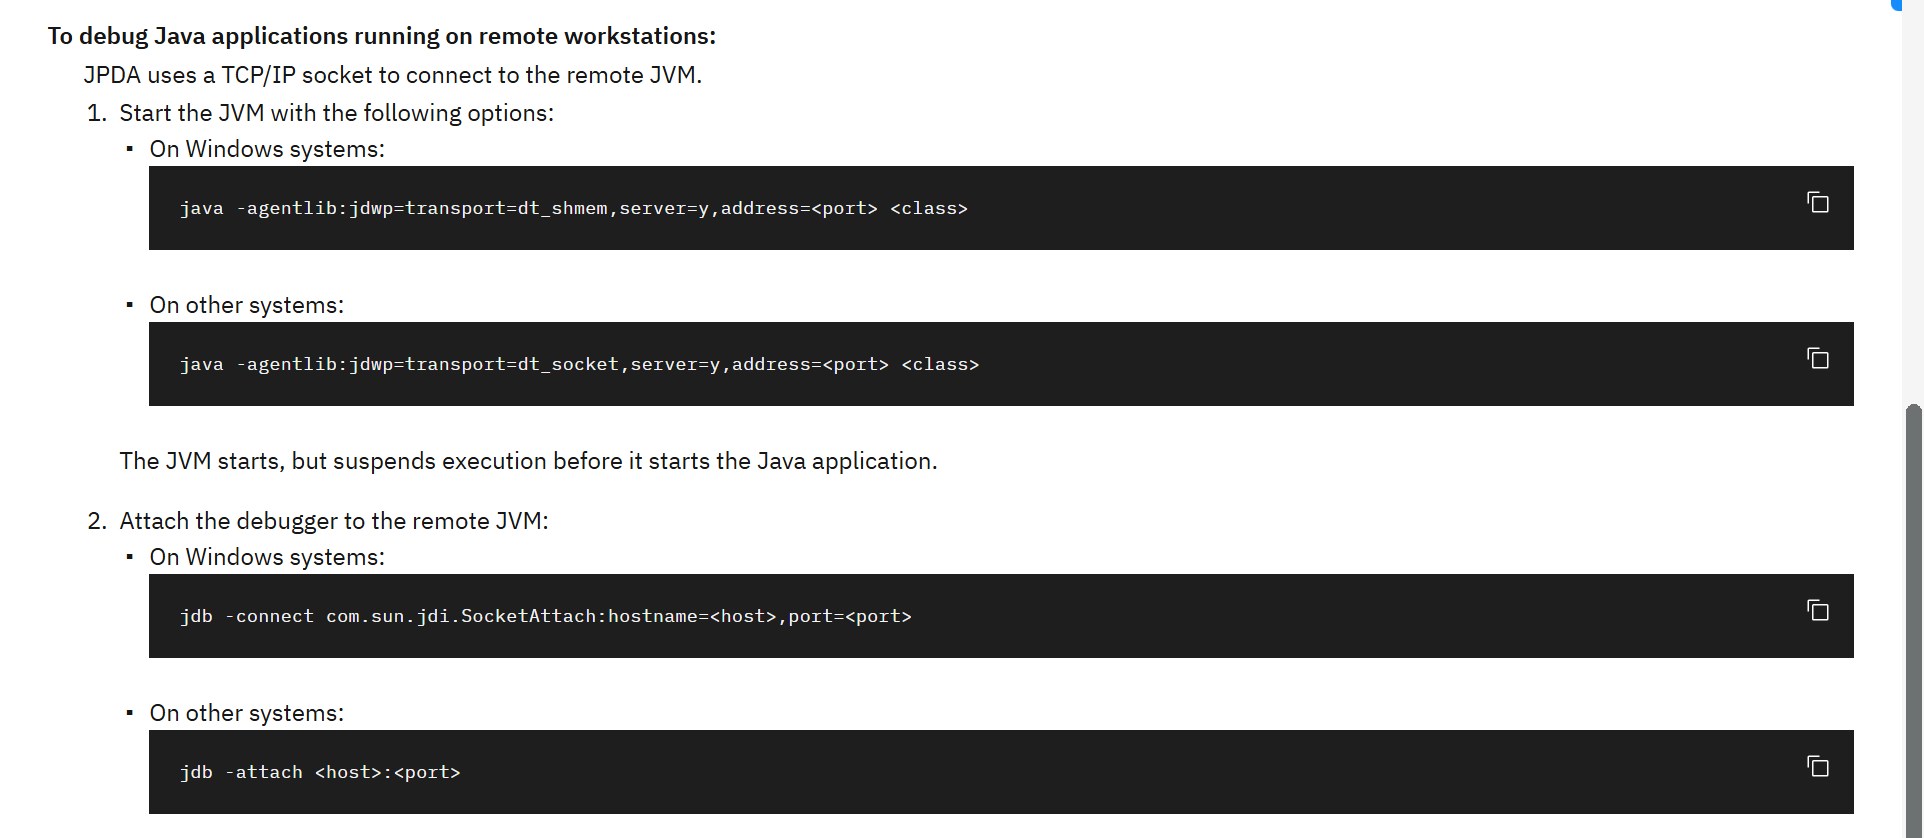 To debug Java applications running on remote workstations:
JPDA uses a TCP/IP socket to connect to the remote JVM.
1. Start the JVM with the following options:
▪ On Windows systems:
java -agentlib:jdwp=transport=dt_shmem,server=y,address=<port> <class>
▪ On other systems:
java -agentlib:jdwp=transport=dt_socket,server=y,address=<port> <class>
The JVM starts, but suspends execution before it starts the Java application.
2. Attach the debugger to the remote JVM:
▪ On Windows systems:
jdb -connect com.sun.jdi.SocketAttach:hostname=<host>,port=<port>
▪ On other systems:
jdb -attach <host>:<port>